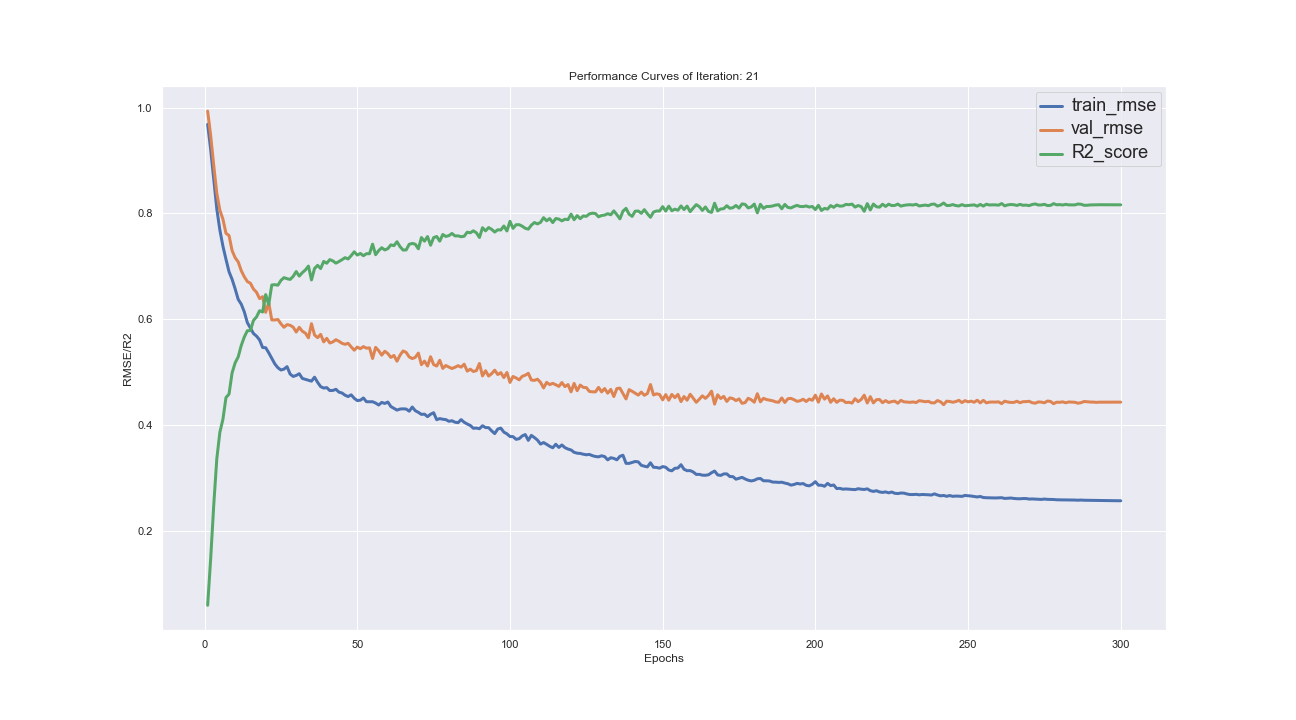 Performance Curves of Iteration: 21
train_rmse
val_rmse
R2_score
RMSE/R2
1.0
0.8
0.6
0.4
0.2
0
50
100
150
200
250
300
Epochs